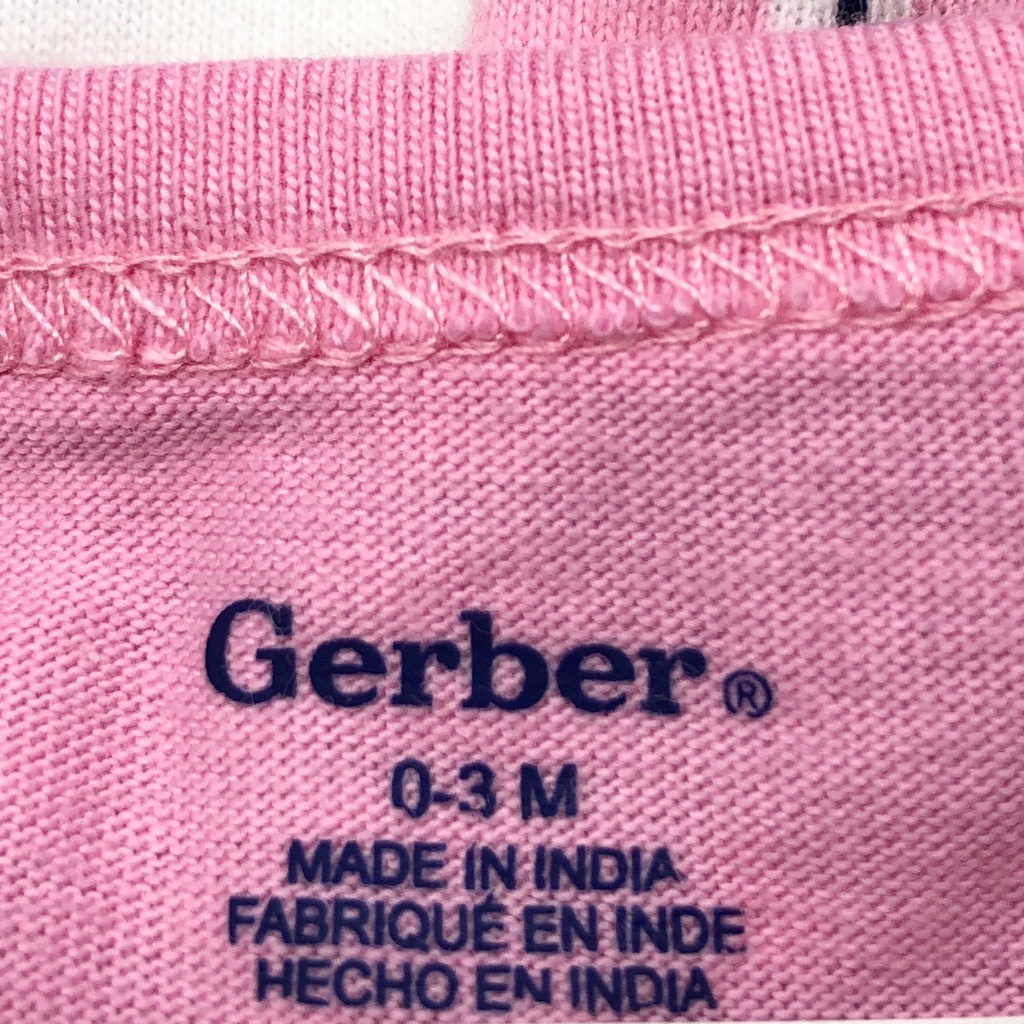 Gerber®
0-3 M
MADE IN INDIA
FABRIQUÉ EN INDE
HECHO EN INDIA